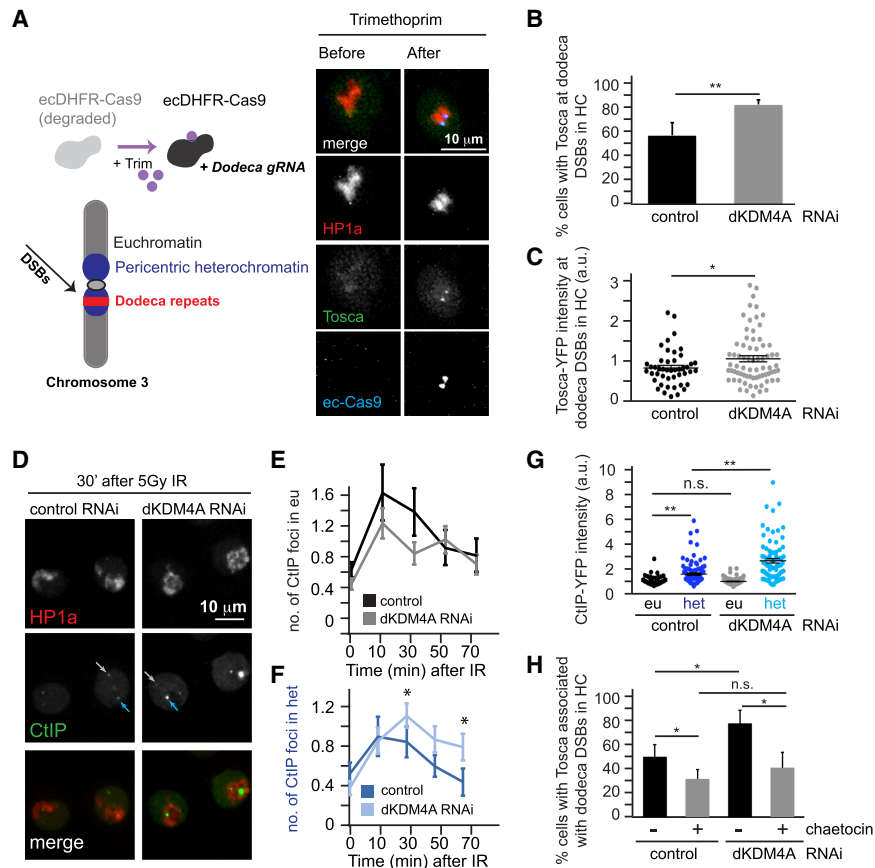 A
Trimethoprim
Before After
ecDHFR-Cas9
(degraded)
ecDHFR-Cas9
+ Trim
+ Dodeca gRNA
DSBs
Euchromatin
Pericentric heterochromatin
Dodeca repeats
Chromosome 3
merge
10 μm
HP1a
Tosca
ec-Cas9
B
% cells with Tosca at dodeca
DSBs in HC
100
80
60
40
20
0
control dKDM4A RNAi
**
C
Tosca-YFP intensity at
dodeca DSBs in HC (a.u.)
3
2
1
0
control dKDM4A RNAi
*
D
30' after 5Gy IR
control RNAi dKDM4A RNAi
HP1a
10 μm
CtIP
merge
E
no. of CtIP foci in eu
1.6
1.2
0.8
0.4
0
control
dKDM4A RNAi
0 10 30 50 70
Time (min) after IR
F
no. of CtIP foci in het
1.2
0.8
0.4
0
* *
control
dKDM4A RNAi
0 10 30 50 70
Time (min) after IR
G
CtIP-YFP intensity (a.u.)
10
8
6
4
2
0
**
n.s.
**
eu het eu het
control dKDM4A RNAi
H
% cells with Tosca associated
with dodeca DSBs in HC
100
80
60
40
20
0
*
n.s.
* *
- + - + chaetocin
control dKDM4A RNAi